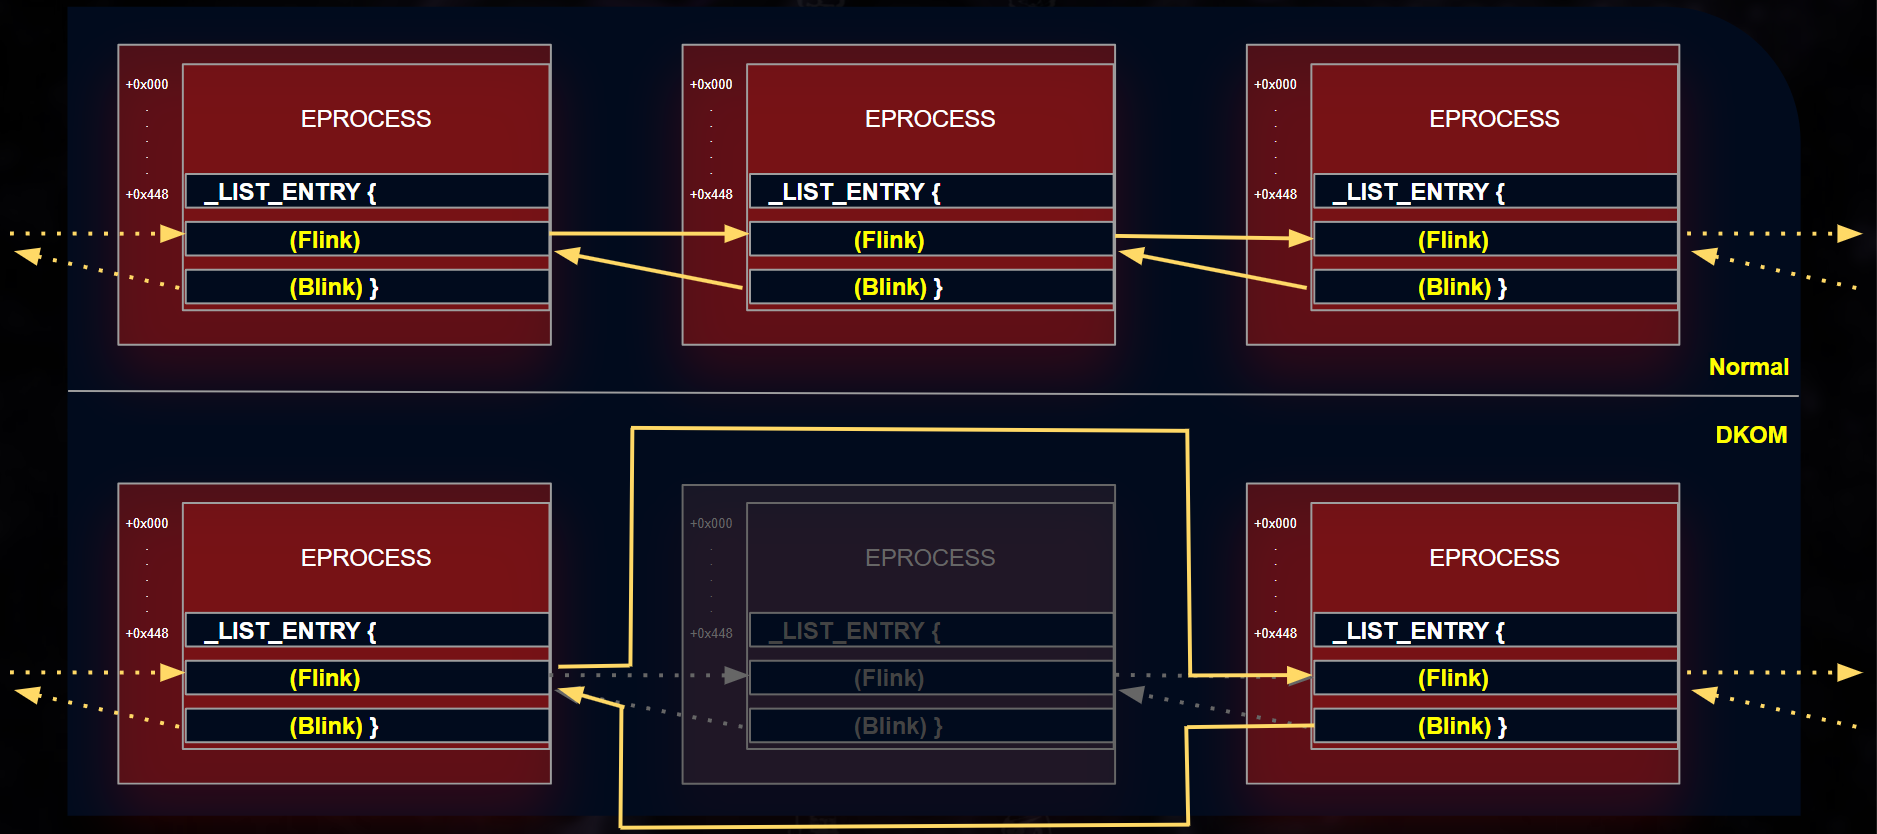 +0x000
EPROCESS
+0x448
_LIST_ENTRY {
(Flink)
(Blink) }
+0x000
EPROCESS
+0x448
_LIST_ENTRY {
(Flink)
(Blink) }
+0x000
EPROCESS
+0x448
_LIST_ENTRY {
(Flink)
(Blink) }
Normal
DKOM
+0x000
EPROCESS
+0x448
_LIST_ENTRY {
(Flink)
(Blink) }
+0x000
EPROCESS
+0x448
_LIST_ENTRY {
(Flink)
(Blink) }
+0x000
EPROCESS
+0x448
_LIST_ENTRY {
(Flink)
(Blink) }